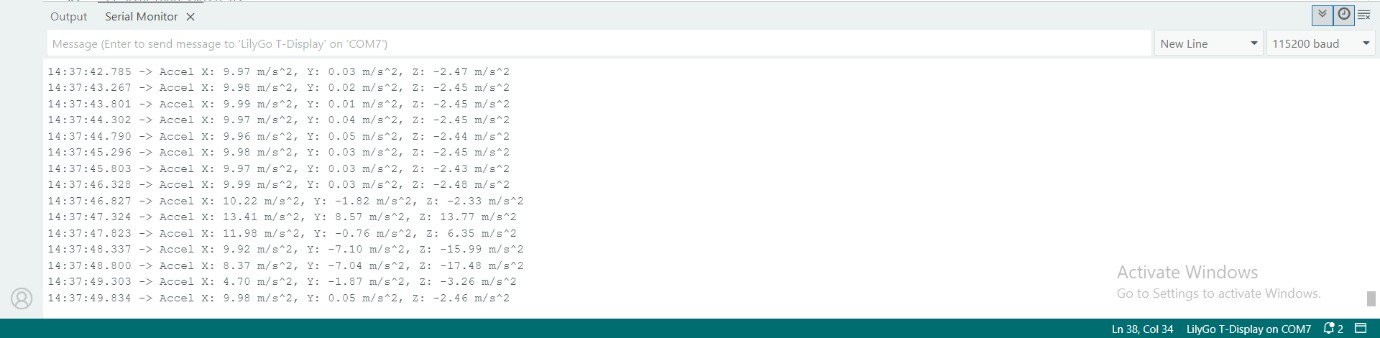 Output Serial Monitor
Message (Enter to send message to 'LilyGo T-Display' on 'COM7') New Line 115200 baud
14:37:42.785 -> Accel X: 9.97 m/s^2, Y: 0.03 m/s^2, Z: -2.47 m/s^2
14:37:43.267 -> Accel X: 9.98 m/s^2, Y: 0.02 m/s^2, Z: -2.45 m/s^2
14:37:43.801 -> Accel X: 9.99 m/s^2, Y: 0.01 m/s^2, Z: -2.45 m/s^2
14:37:44.302 -> Accel X: 9.97 m/s^2, Y: 0.04 m/s^2, Z: -2.45 m/s^2
14:37:44.790 -> Accel X: 9.96 m/s^2, Y: 0.05 m/s^2, Z: -2.44 m/s^2
14:37:45.296 -> Accel X: 9.98 m/s^2, Y: 0.03 m/s^2, Z: -2.45 m/s^2
14:37:45.803 -> Accel X: 9.97 m/s^2, Y: 0.03 m/s^2, Z: -2.43 m/s^2
14:37:46.328 -> Accel X: 9.99 m/s^2, Y: 0.03 m/s^2, Z: -2.48 m/s^2
14:37:46.827 -> Accel X: 10.22 m/s^2, Y: -1.82 m/s^2, Z: -2.33 m/s^2
14:37:47.324 -> Accel X: 13.41 m/s^2, Y: 8.57 m/s^2, Z: 13.77 m/s^2
14:37:47.823 -> Accel X: 11.98 m/s^2, Y: -0.76 m/s^2, Z: 6.35 m/s^2
14:37:48.337 -> Accel X: 9.92 m/s^2, Y: -7.10 m/s^2, Z: -15.99 m/s^2
14:37:48.800 -> Accel X: 8.37 m/s^2, Y: -7.04 m/s^2, Z: -17.48 m/s^2
14:37:49.303 -> Accel X: 4.70 m/s^2, Y: -1.87 m/s^2, Z: -3.26 m/s^2
14:37:49.834 -> Accel X: 9.98 m/s^2, Y: 0.05 m/s^2, Z: -2.46 m/s^2
Activate Windows
Go to Settings to activate Windows.
Ln 38, Col 34 LilyGo T-Display on COM7 2